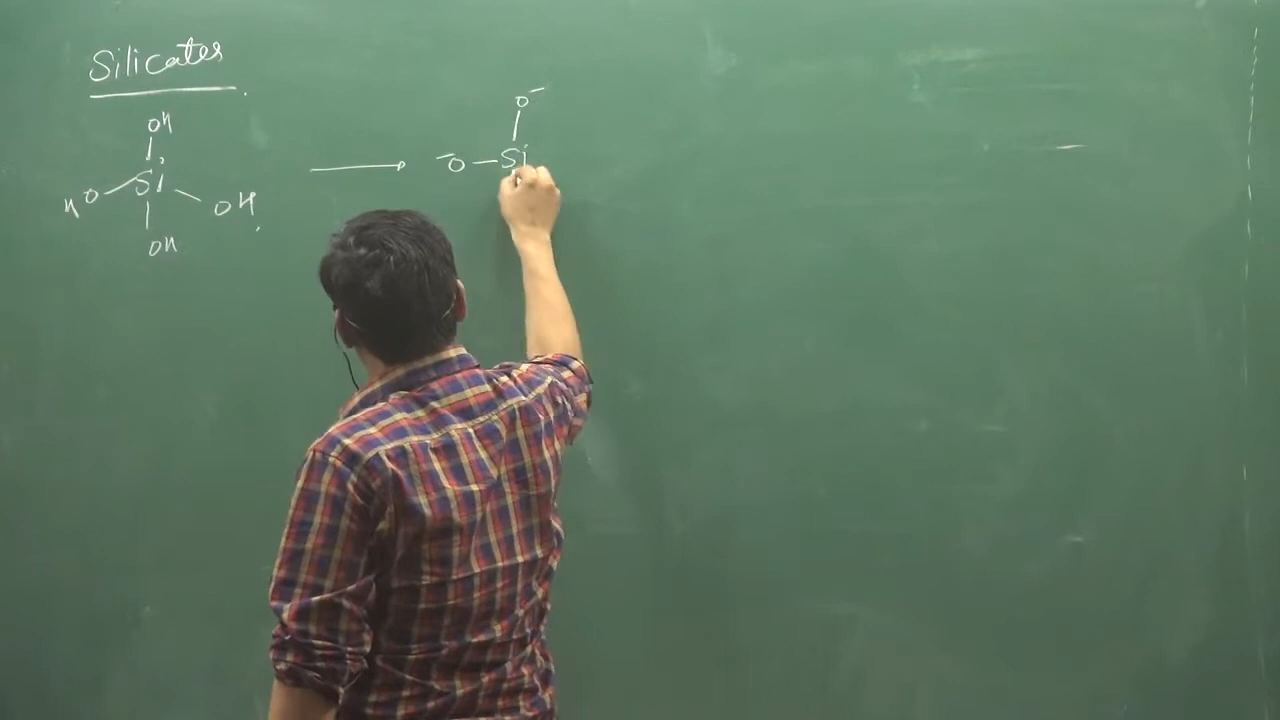 Silicates
OH
Si
HO
OH
OH
O⁻
⁻O — Si